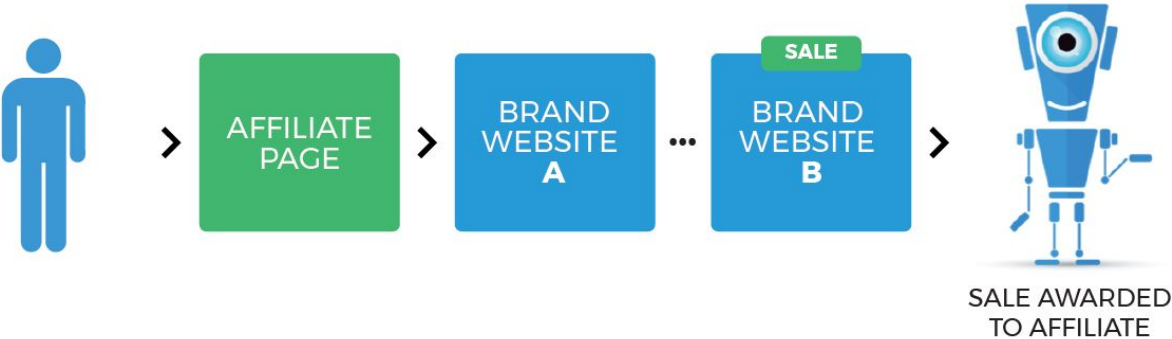 AFFILIATE
PAGE
BRAND
WEBSITE
A
SALE
BRAND
WEBSITE
B
SALE AWARDED
TO AFFILIATE